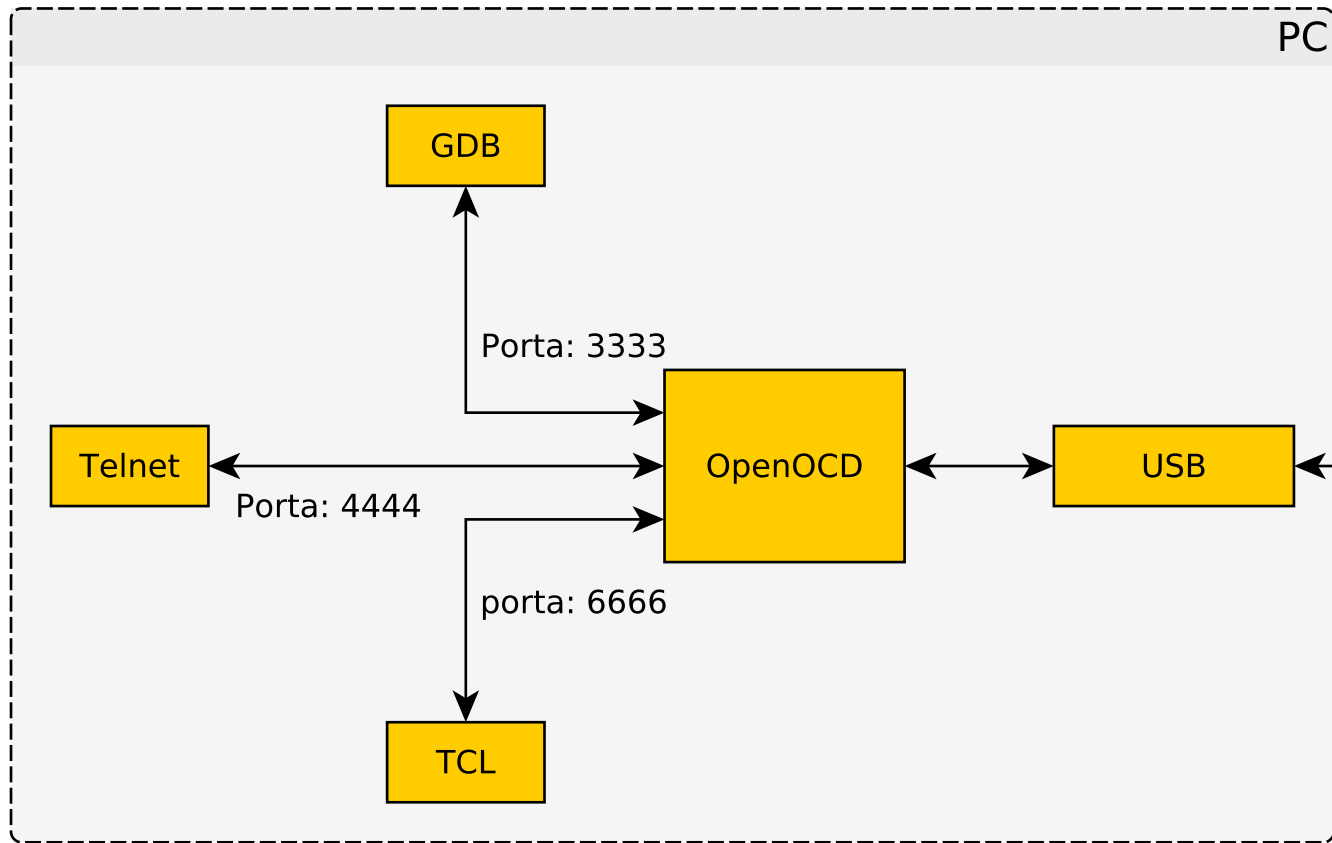 PC
GDB
Porta: 3333
Telnet
OpenOCD
USB
Porta: 4444
porta: 6666
TCL